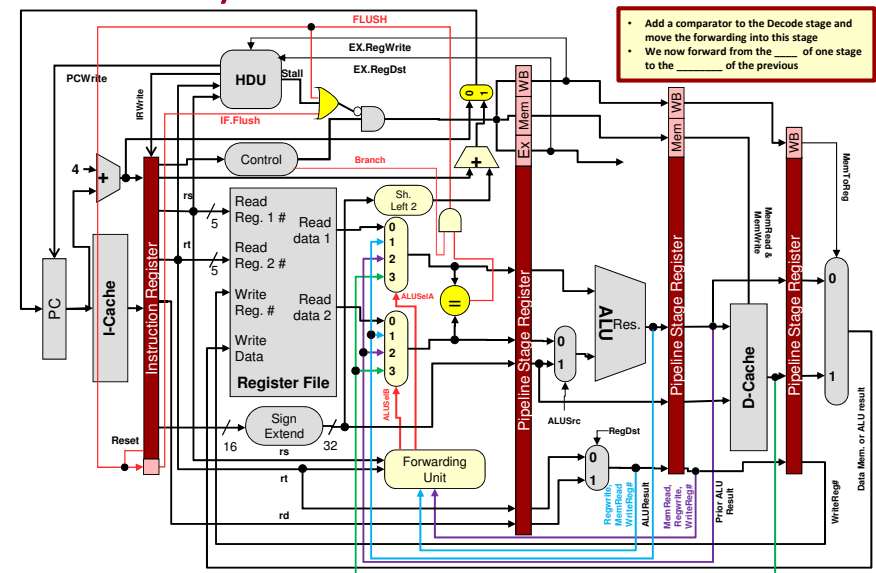 FLUSH
• Add a comparator to the Decode stage and
move the forwarding into this stage
• We now forward from the ____ of one stage
to the ________ of the previous
EX.RegWrite
EX.RegDst
PCWrite
HDU
Stall
IRWrite
IF.Flush
0 1
WB
Mem
Ex
WB
Mem
WB
MemToReg
4
+
Control
Branch
+
rs
5
rt
5
Read
Reg. 1 #
Read
Reg. 2 #
Write
Reg. #
Write
Data
Read
data 1
Read
data 2
Register File
Sh.
Left 2
0
1
2
3
ALUSelA
0
1
2
3
ALUSelB
=
PC
I-Cache
Instruction Register
Pipeline Stage Register
ALU
Res.
0
1
ALUSrc
Pipeline Stage Register
MemRead &
MemWrite
D-Cache
Pipeline Stage Register
0
1
Data Mem. or ALU result
Reset
16
Sign
Extend
32
rs
rt
rd
Forwarding
Unit
RegDst
0
1
Regwrite,
MemRead
WriteReg#
ALUResult
MemRead,
Regwrite,
WriteReg#
Prior ALU
Result
WriteReg#